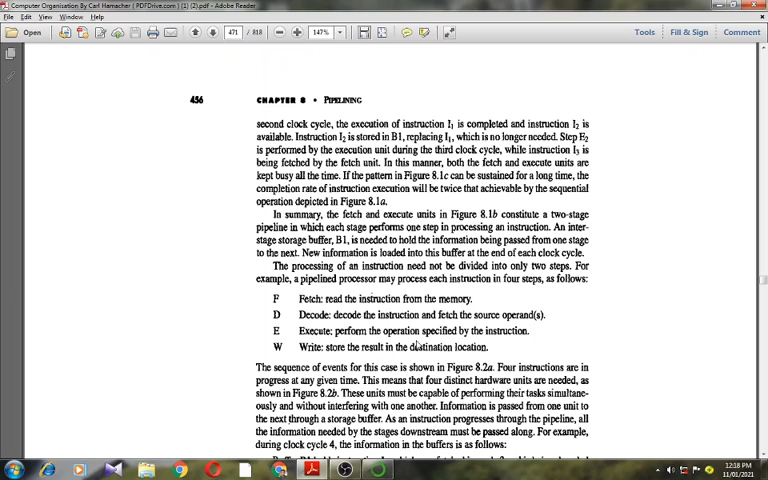 Computer Organisation By Carl Hamacher ( PDFDrive.com ) (1) (2).pdf - Adobe Reader
File Edit View Window Help
Open 471 / 818 147% Tools Fill & Sign Comment
456 CHAPTER 8 • PIPELINING
second clock cycle, the execution of instruction I1 is completed and instruction I2 is
available. Instruction I2 is stored in B1, replacing I1, which is no longer needed. Step E2
is performed by the execution unit during the third clock cycle, while instruction I3 is
being fetched by the fetch unit. In this manner, both the fetch and execute units are
kept busy all the time. If the pattern in Figure 8.1c can be sustained for a long time, the
completion rate of instruction execution will be twice that achievable by the sequential
operation depicted in Figure 8.1a.
In summary, the fetch and execute units in Figure 8.1b constitute a two-stage
pipeline in which each stage performs one step in processing an instruction. An inter-
stage storage buffer, B1, is needed to hold the information being passed from one stage
to the next. New information is loaded into this buffer at the end of each clock cycle.
The processing of an instruction need not be divided into only two steps. For
example, a pipelined processor may process each instruction in four steps, as follows:
F Fetch: read the instruction from the memory.
D Decode: decode the instruction and fetch the source operand(s).
E Execute: perform the operation specified by the instruction.
W Write: store the result in the destination location.
The sequence of events for this case is shown in Figure 8.2a. Four instructions are in
progress at any given time. This means that four distinct hardware units are needed, as
shown in Figure 8.2b. These units must be capable of performing their tasks simultane-
ously and without interfering with one another. Information is passed from one unit to
the next through a storage buffer. As an instruction progresses through the pipeline, all
the information needed by the stages downstream must be passed along. For example,
during clock cycle 4, the information in the buffers is as follows:
12:18 PM
11/01/2021